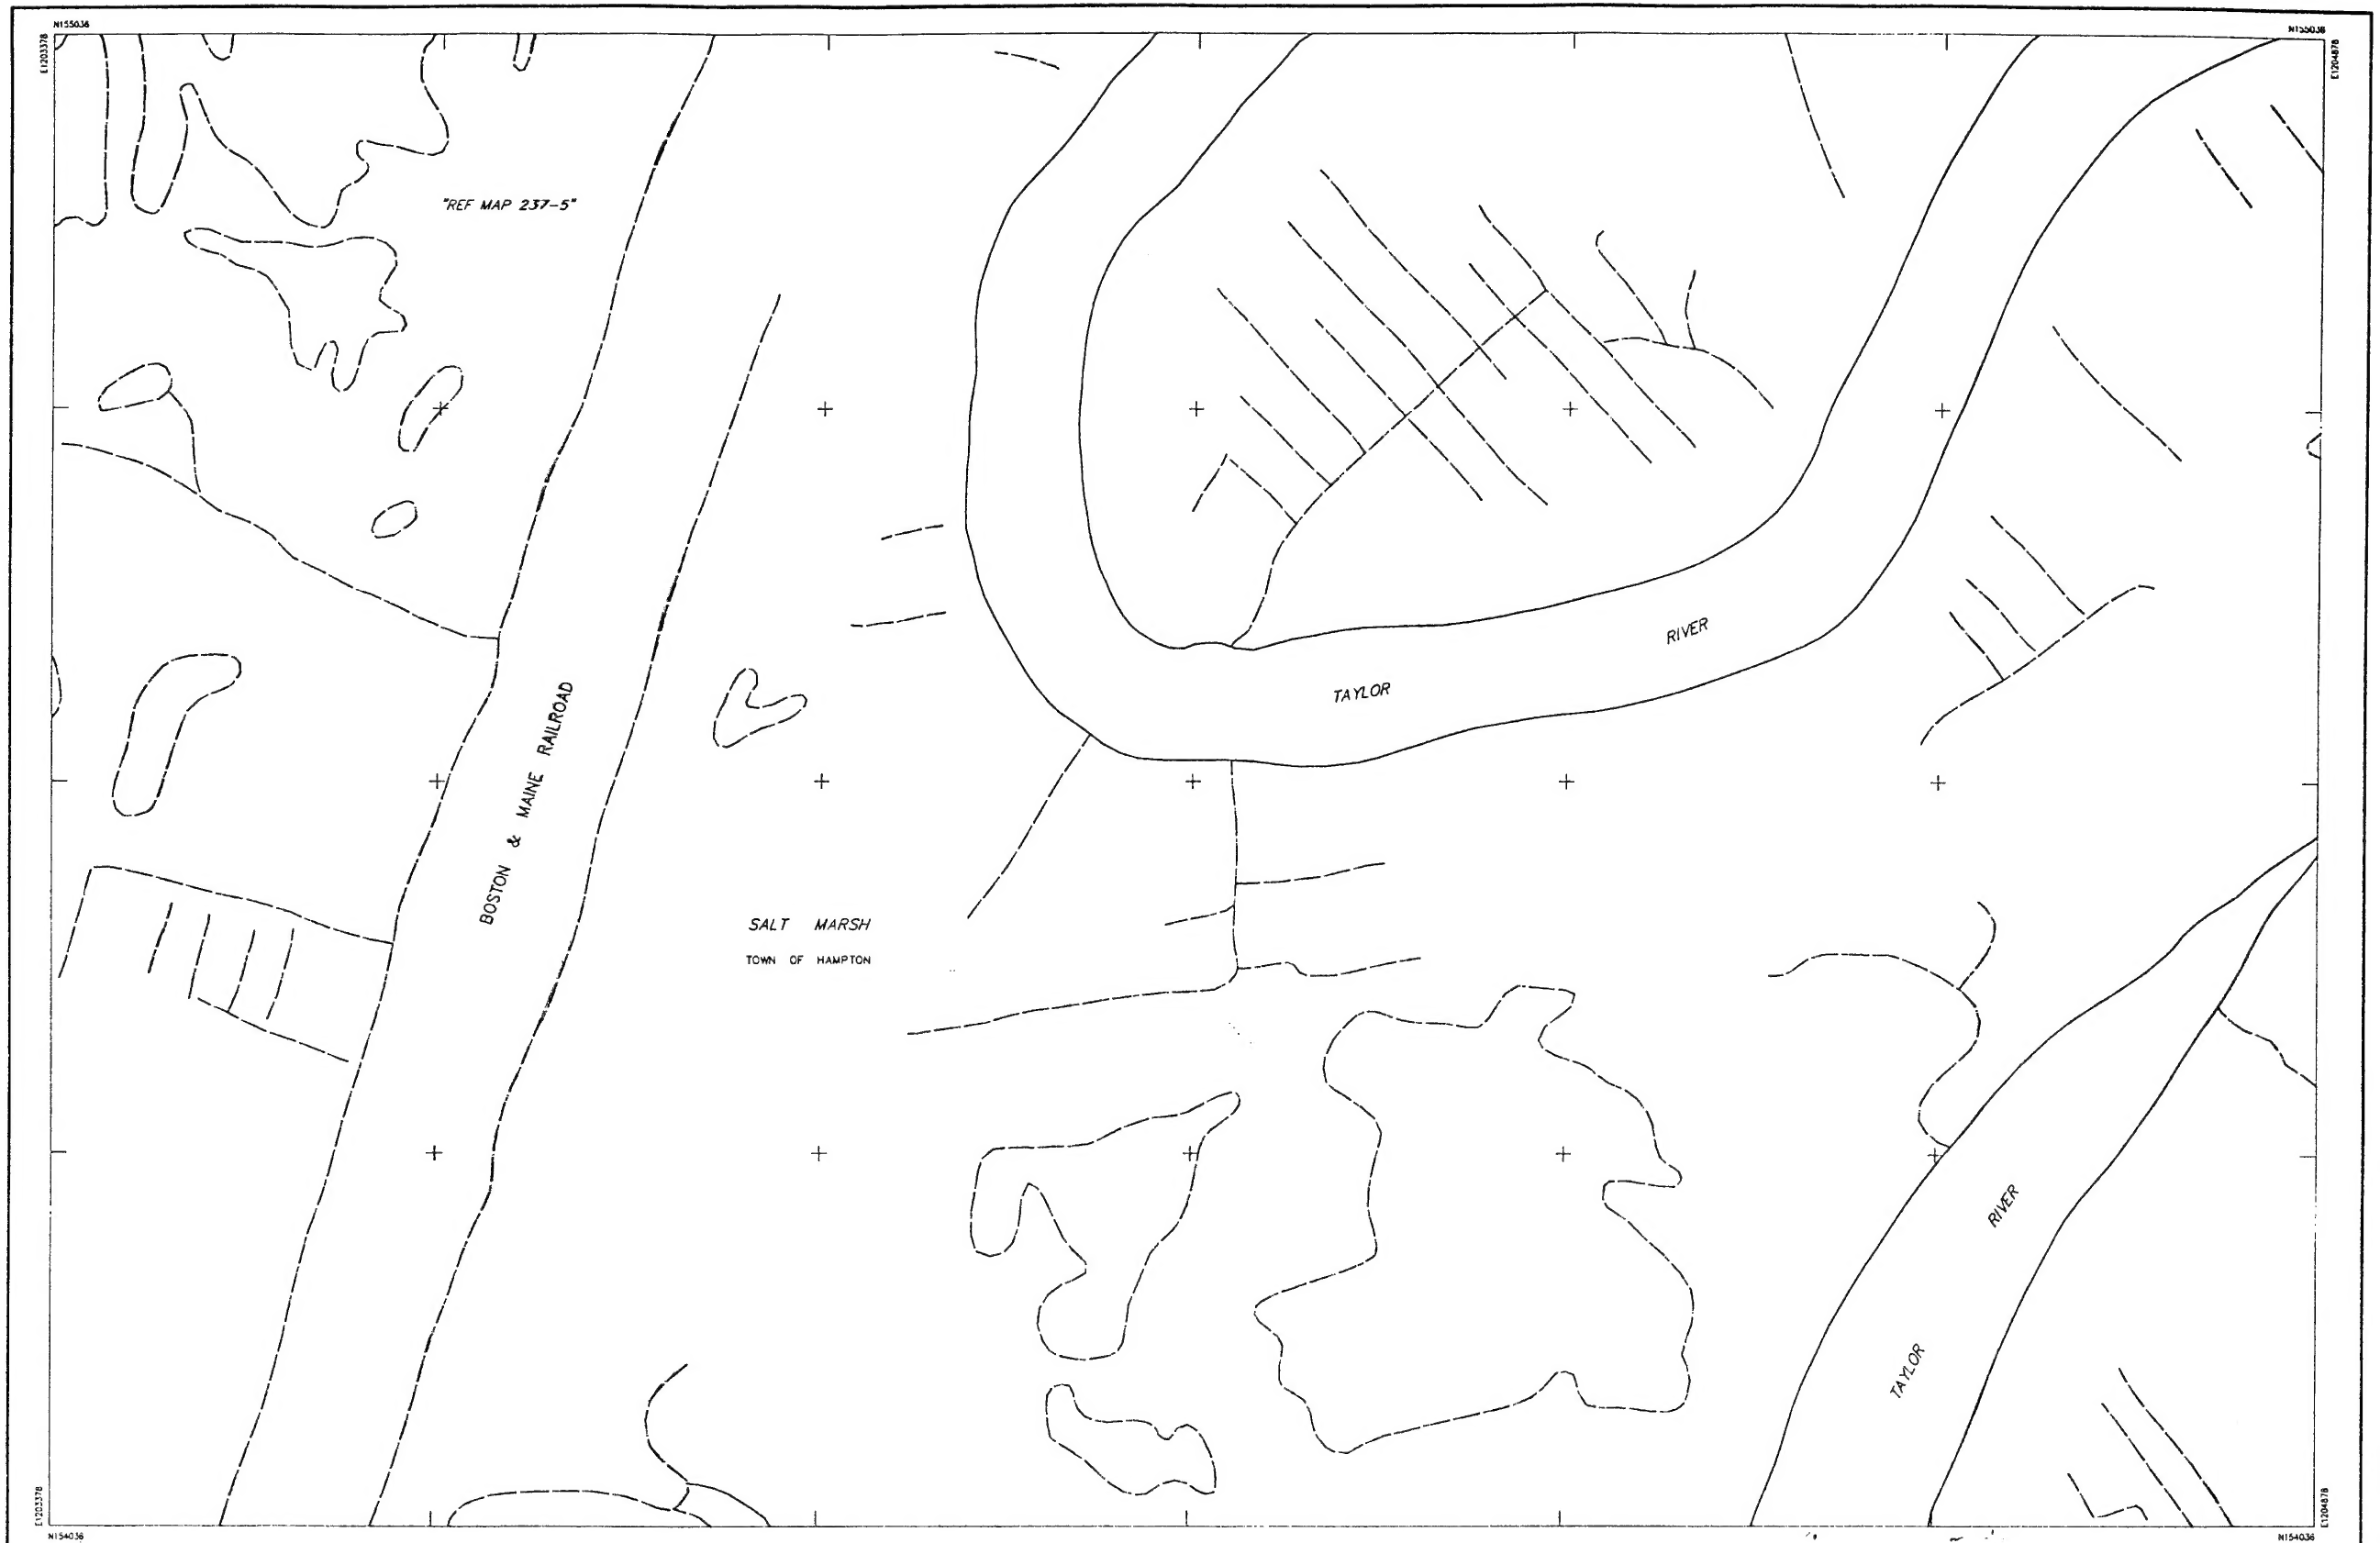 N155036
N155036
E1203378
E1204878
"REF MAP 237-5"
RIVER
TAYLOR
BOSTON & MAINE RAILROAD
SALT MARSH
TOWN OF HAMPTON
RIVER
TAYLOR
E1203378
E1204878
N154036
N154036